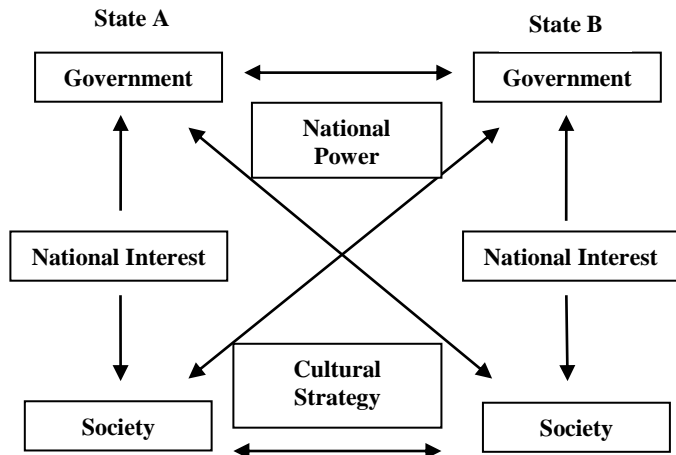 State A
State B
Government
Government
National
Power
National Interest
National Interest
Cultural
Strategy
Society
Society